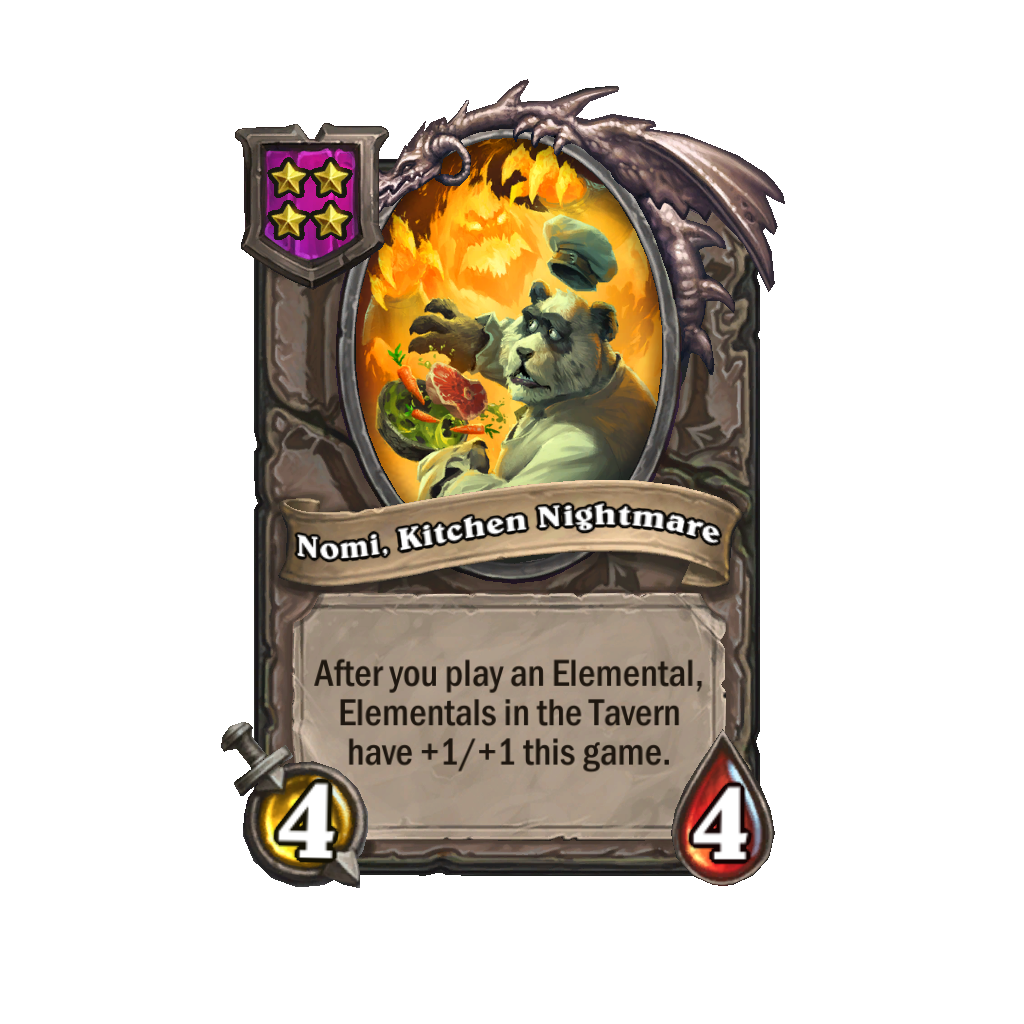 Nomi, Kitchen Nightmare
After you play an Elemental,
Elementals in the Tavern
have +1/+1 this game.
4
4